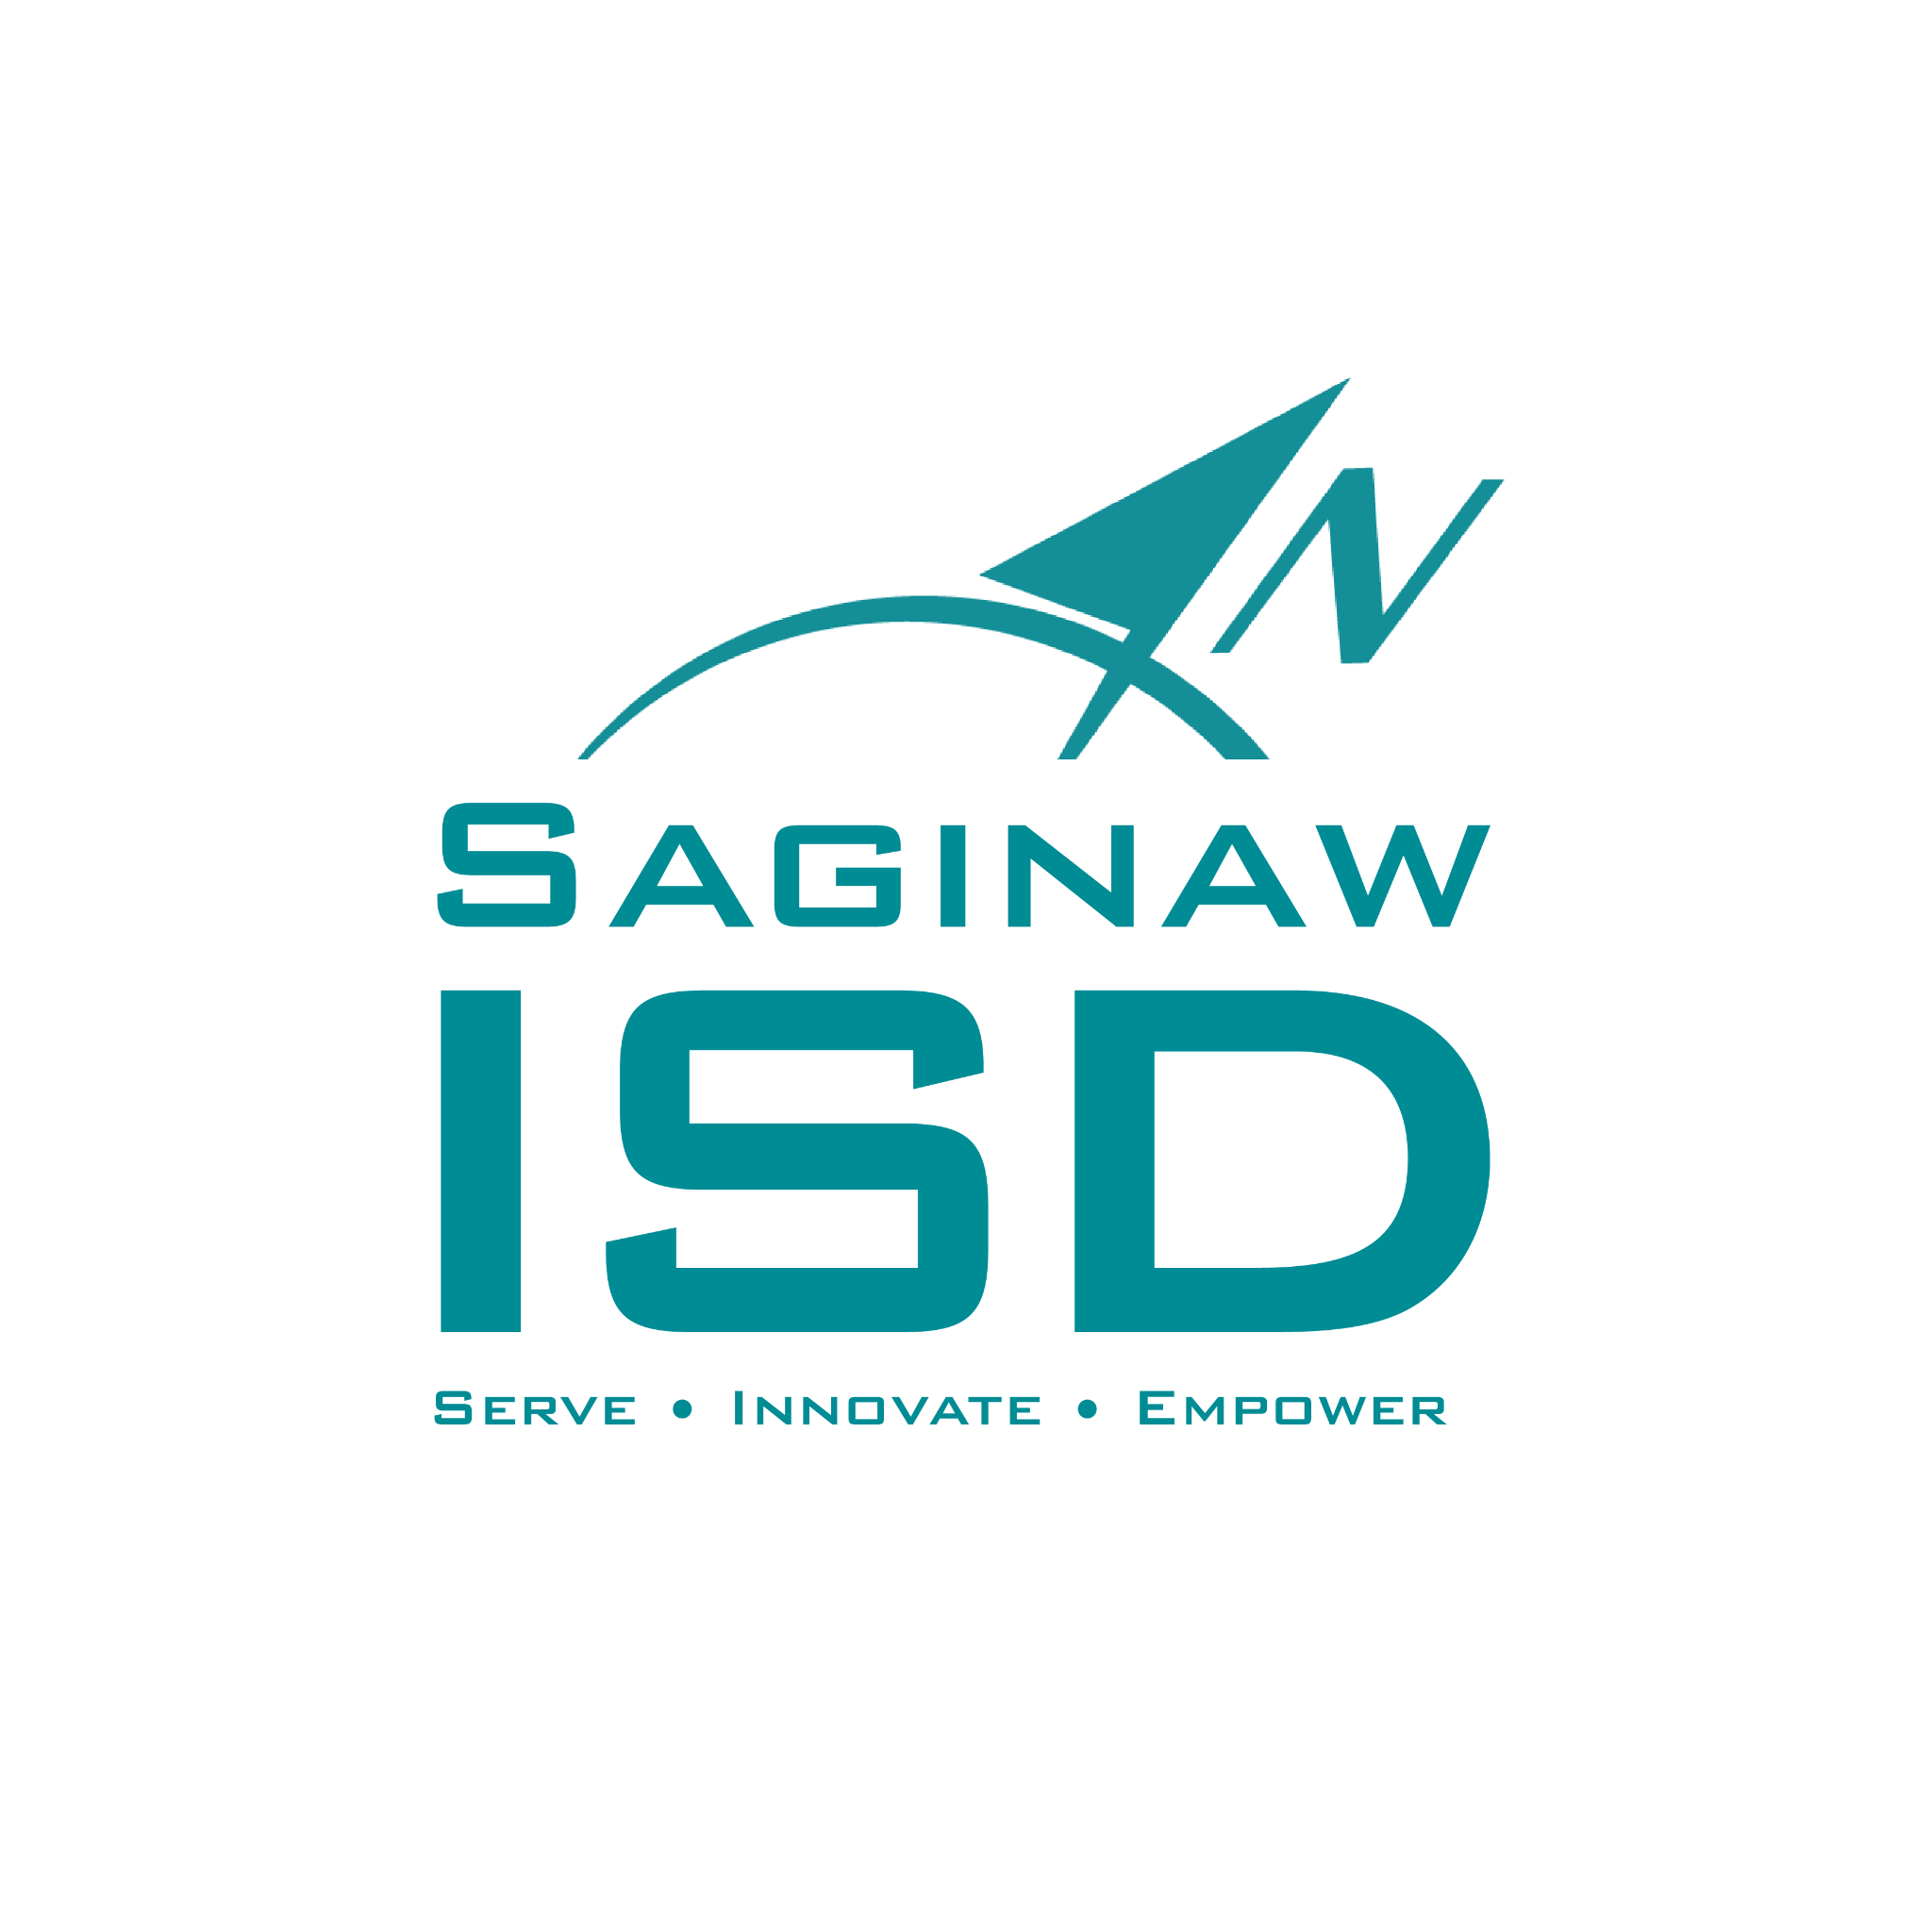 N
SAGINAW
ISD
SERVE • INNOVATE • EMPOWER